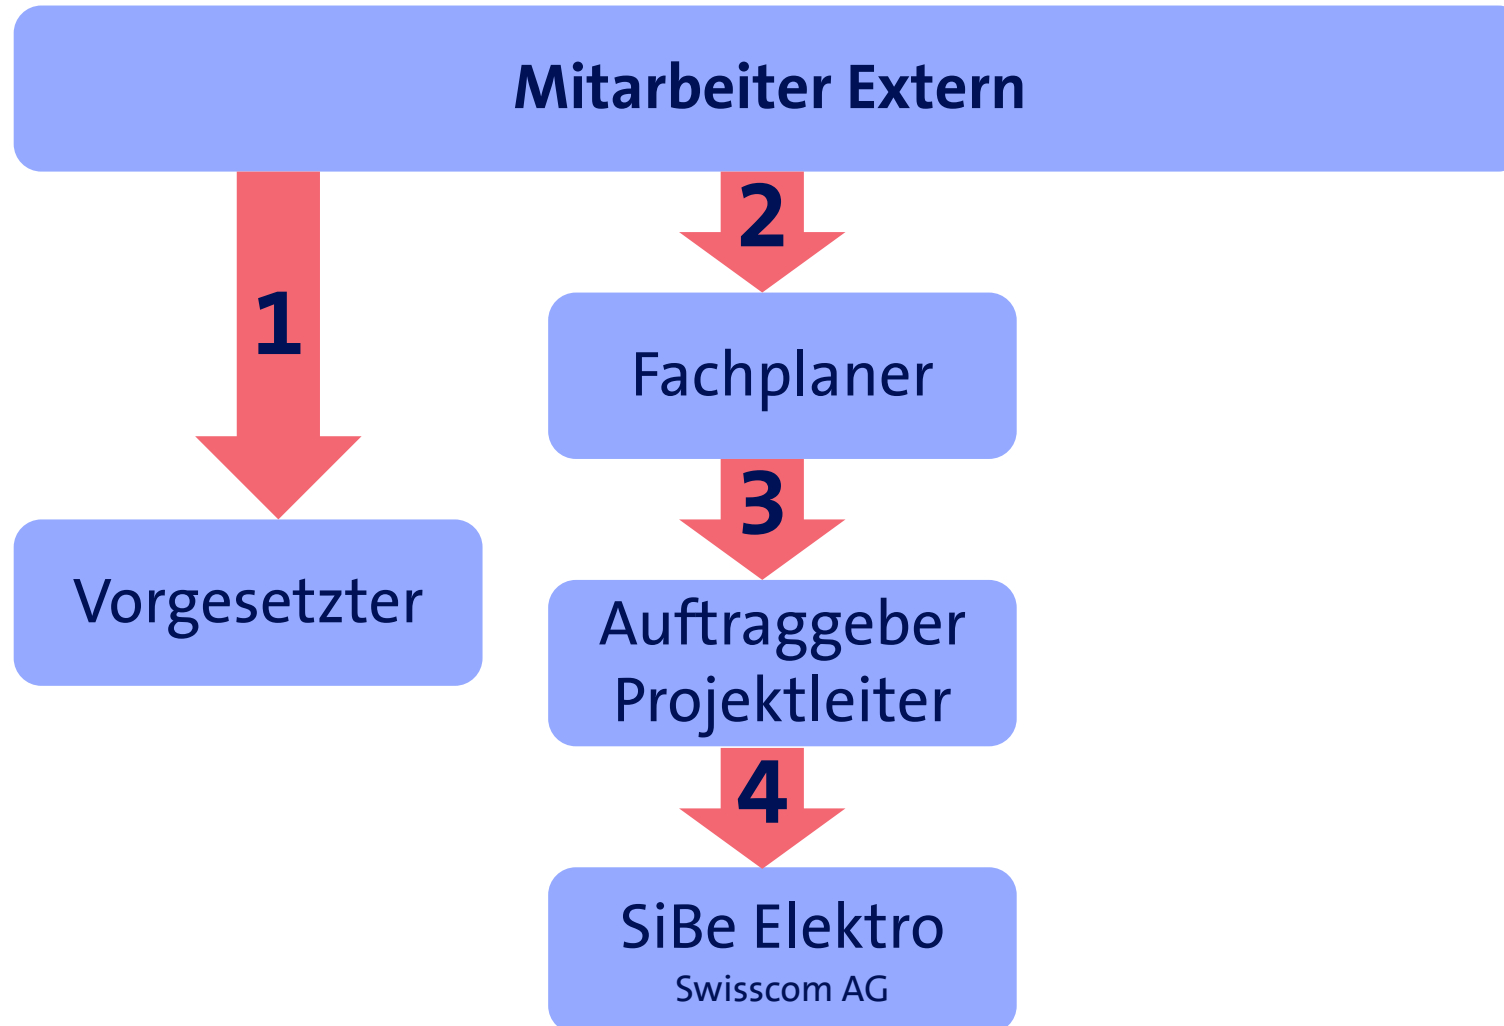 Mitarbeiter Extern
2
1
Fachplaner
3
Vorgesetzter
Auftraggeber
Projektleiter
4
SiBe Elektro
Swisscom AG